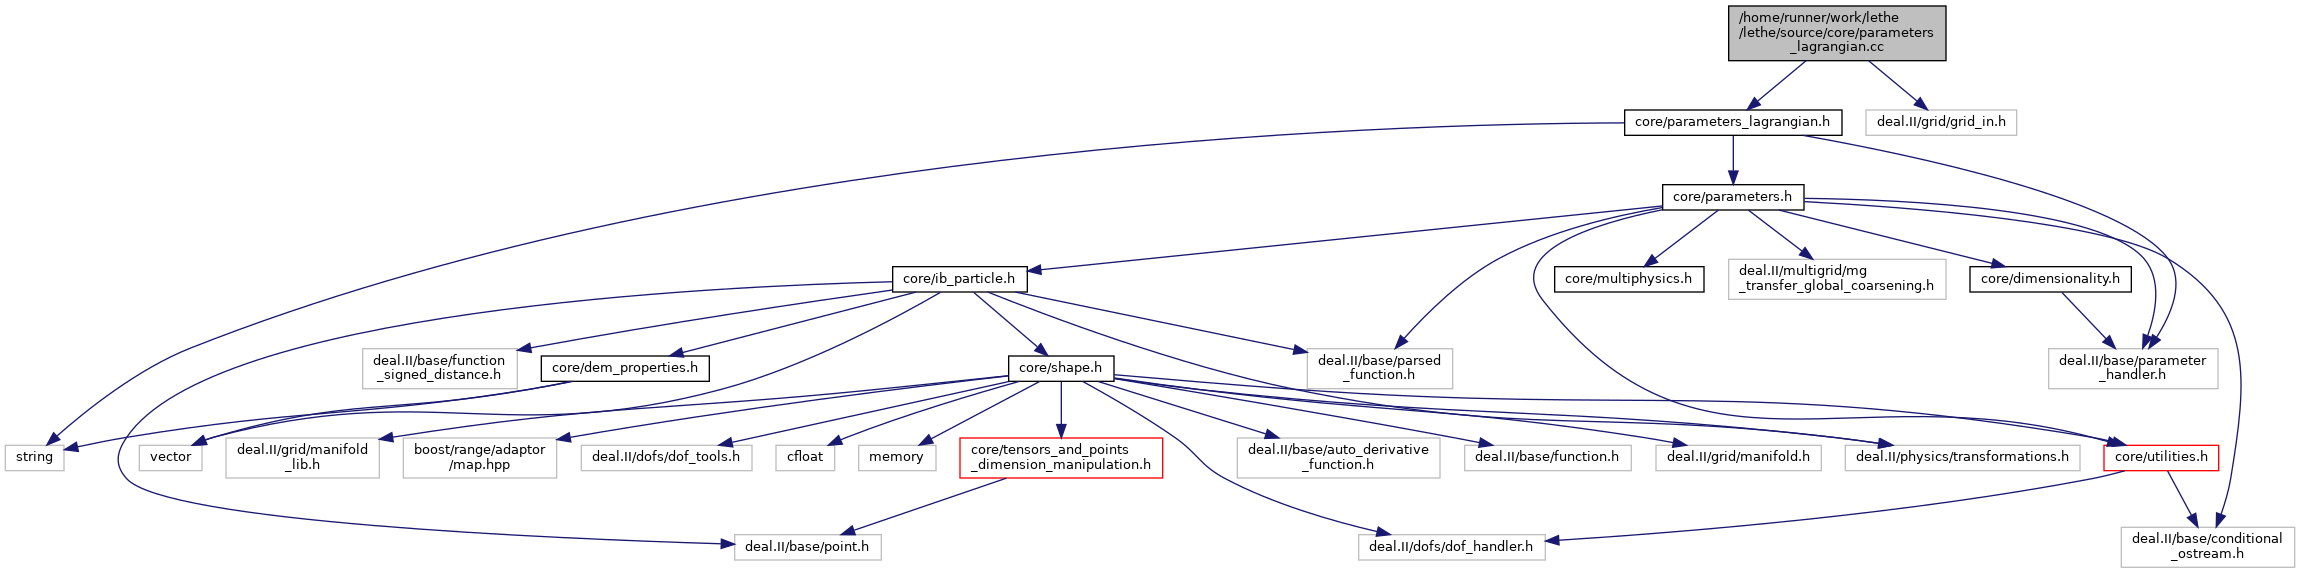 /home/runner/work/lethe
/lethe/source/core/parameters
_lagrangian.cc
core/parameters_lagrangian.h
deal.II/grid/grid_in.h
core/parameters.h
core/ib_particle.h
core/multiphysics.h
deal.II/multigrid/mg
_transfer_global_coarsening.h
core/dimensionality.h
deal.II/base/function
_signed_distance.h
core/dem_properties.h
core/shape.h
deal.II/base/parsed
_function.h
deal.II/base/parameter
_handler.h
string
vector
deal.II/grid/manifold
_lib.h
boost/range/adaptor
/map.hpp
deal.II/dofs/dof_tools.h
cfloat
memory
core/tensors_and_points
_dimension_manipulation.h
deal.II/base/auto_derivative
_function.h
deal.II/base/function.h
deal.II/grid/manifold.h
deal.II/physics/transformations.h
core/utilities.h
deal.II/base/point.h
deal.II/dofs/dof_handler.h
deal.II/base/conditional
_ostream.h